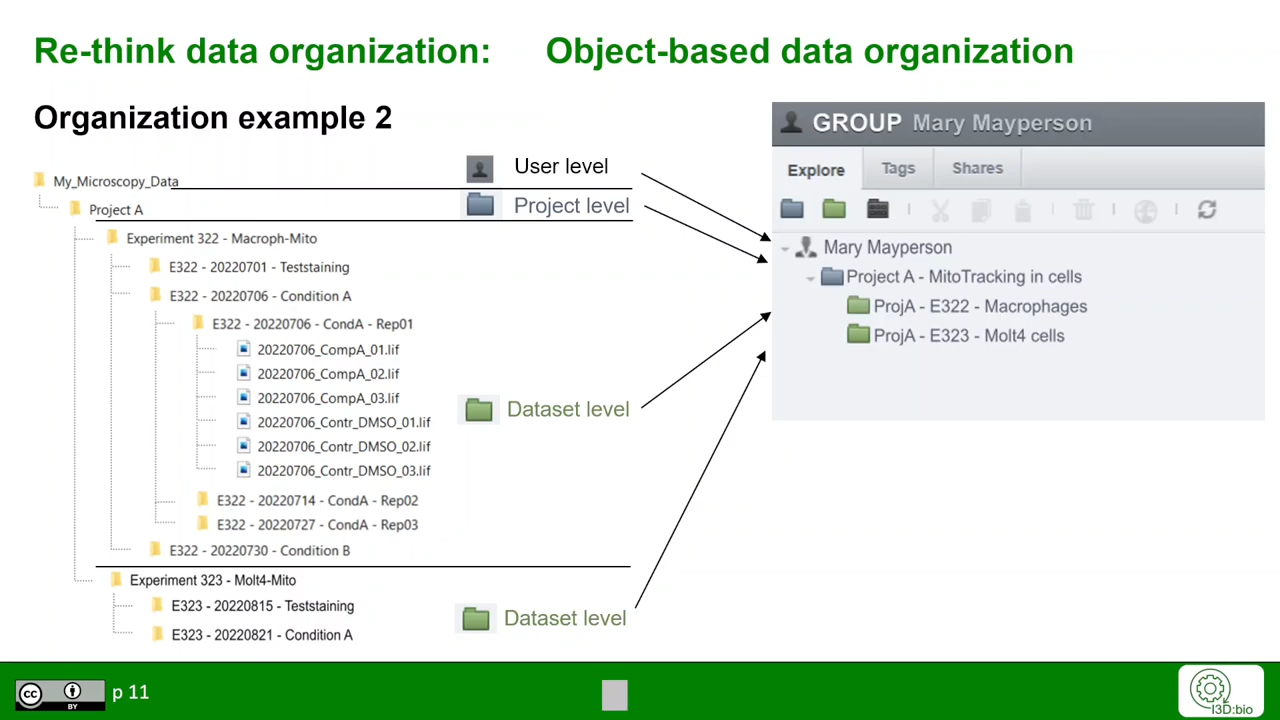 Re-think data organization: Object-based data organization
Organization example 2
My_Microscopy_Data
Project A
Experiment 322 - Macroph-Mito
E322 - 20220701 - Teststaining
E322 - 20220706 - Condition A
E322 - 20220706 - CondA - Rep01
20220706_CompA_01.lif
20220706_CompA_02.lif
20220706_CompA_03.lif
20220706_Contr_DMSO_01.lif
20220706_Contr_DMSO_02.lif
20220706_Contr_DMSO_03.lif
E322 - 20220714 - CondA - Rep02
E322 - 20220727 - CondA - Rep03
E322 - 20220730 - Condition B
Experiment 323 - Molt4-Mito
E323 - 20220815 - Teststaining
E323 - 20220821 - Condition A
User level
Project level
Dataset level
Dataset level
GROUP Mary Mayperson
Explore Tags Shares
Mary Mayperson
Project A - MitoTracking in cells
ProjA - E322 - Macrophages
ProjA - E323 - Molt4 cells
cc BY
p 11
I3D:bio